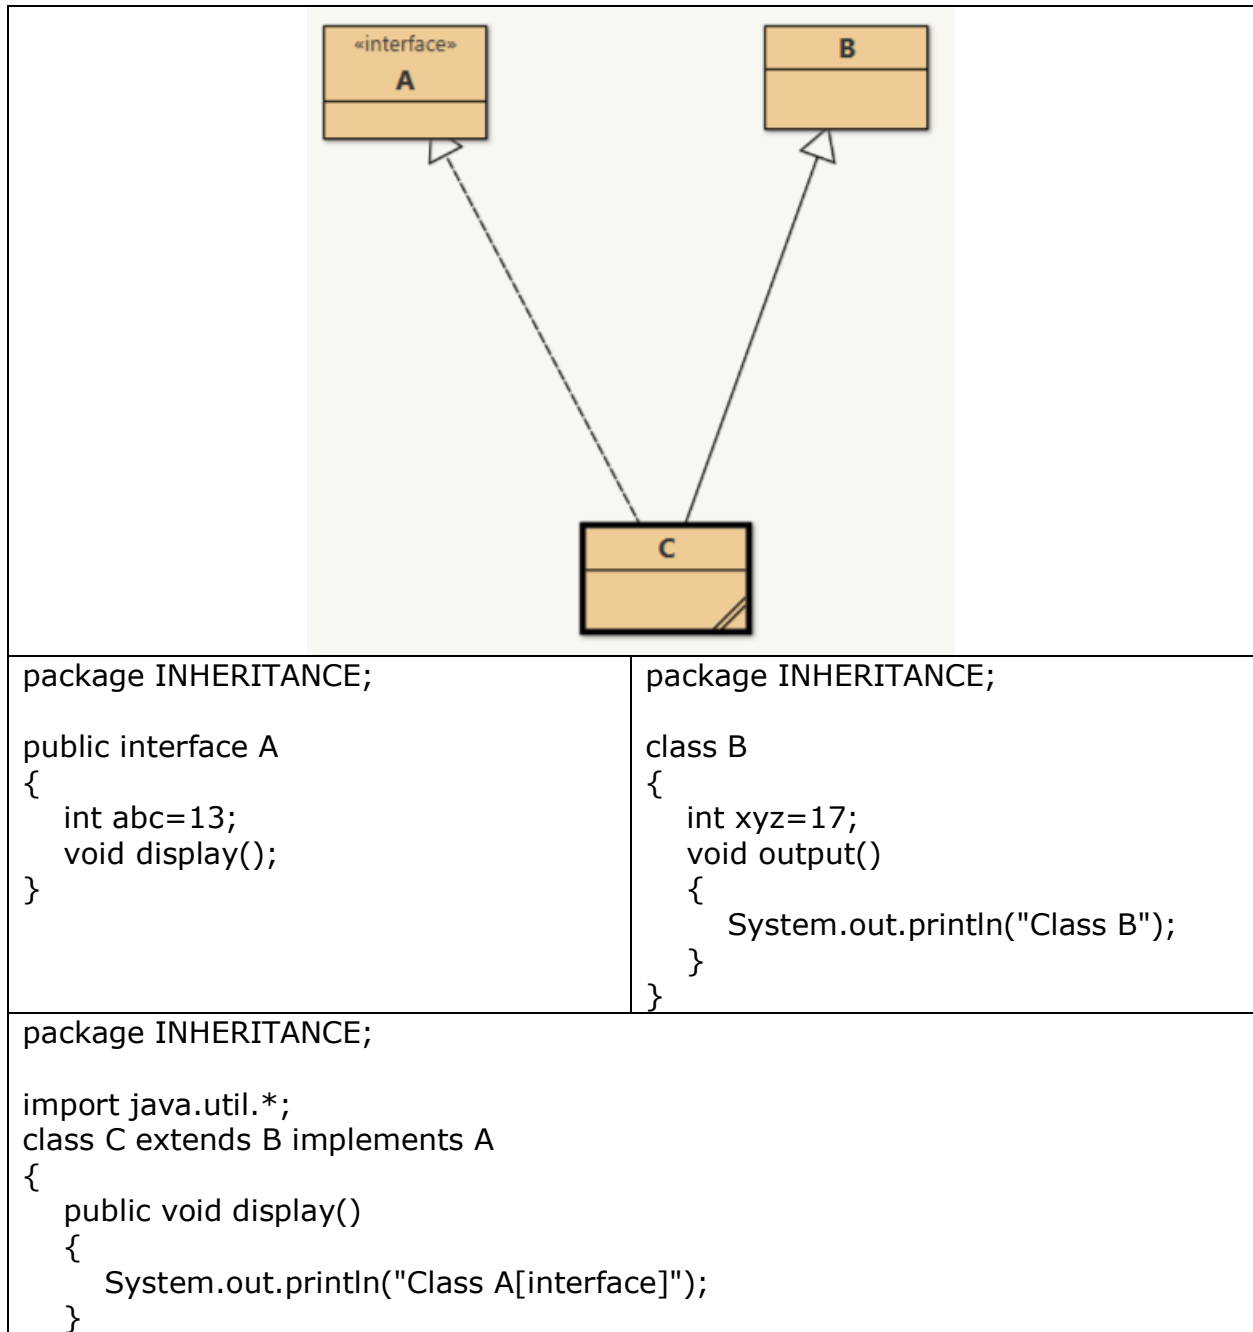 «interface»
A
B
C
package INHERITANCE;
public interface A
{
int abc=13;
void display();
}
package INHERITANCE;
class B
{
int xyz=17;
void output()
{
System.out.println("Class B");
}
}
package INHERITANCE;
import java.util.*;
class C extends B implements A
{
public void display()
{
System.out.println("Class A[interface]");
}